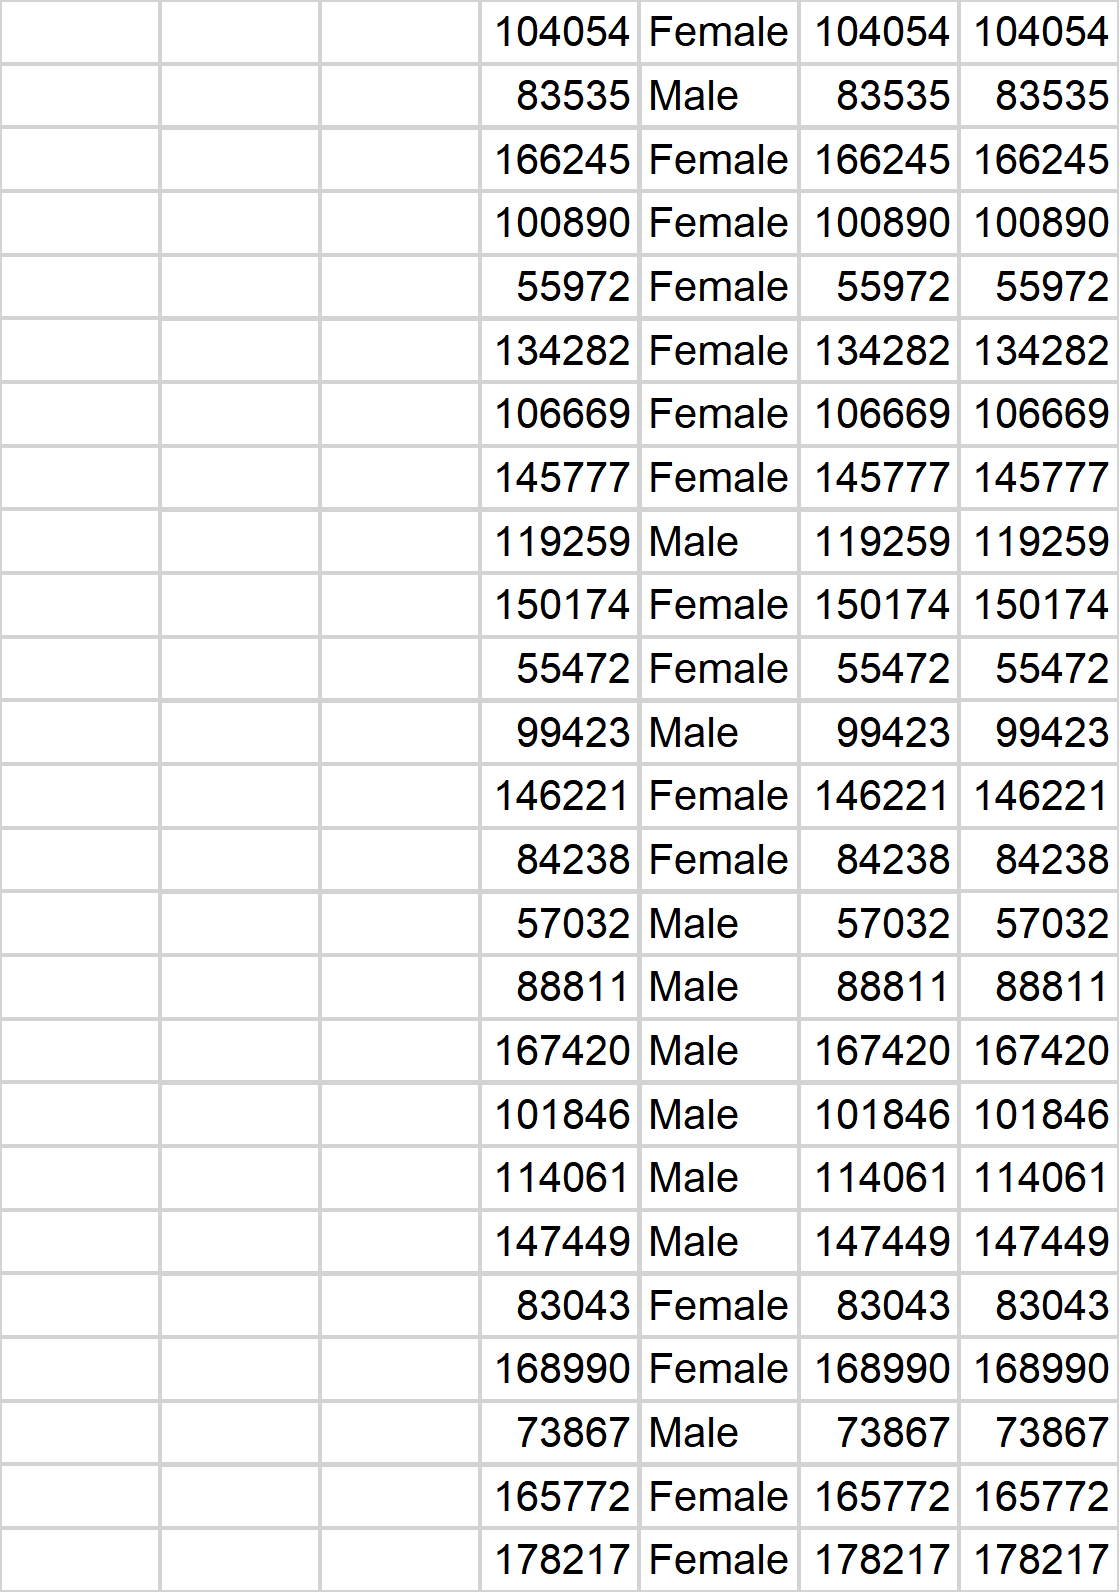 104054 Female 104054 104054
83535 Male 83535 83535
166245 Female 166245 166245
100890 Female 100890 100890
55972 Female 55972 55972
134282 Female 134282 134282
106669 Female 106669 106669
145777 Female 145777 145777
119259 Male 119259 119259
150174 Female 150174 150174
55472 Female 55472 55472
99423 Male 99423 99423
146221 Female 146221 146221
84238 Female 84238 84238
57032 Male 57032 57032
88811 Male 88811 88811
167420 Male 167420 167420
101846 Male 101846 101846
114061 Male 114061 114061
147449 Male 147449 147449
83043 Female 83043 83043
168990 Female 168990 168990
73867 Male 73867 73867
165772 Female 165772 165772
178217 Female 178217 178217